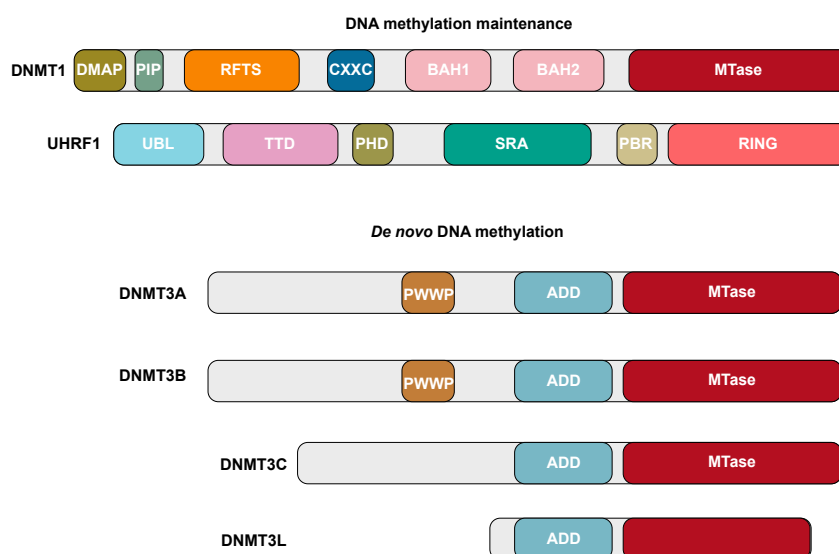 DNA methylation maintenance
DNMT1 DMAP PIP RFTS CXXC BAH1 BAH2 MTase
UHRF1 UBL TTD PHD SRA PBR RING
De novo DNA methylation
DNMT3A PWWP ADD MTase
DNMT3B PWWP ADD MTase
DNMT3C ADD MTase
DNMT3L ADD